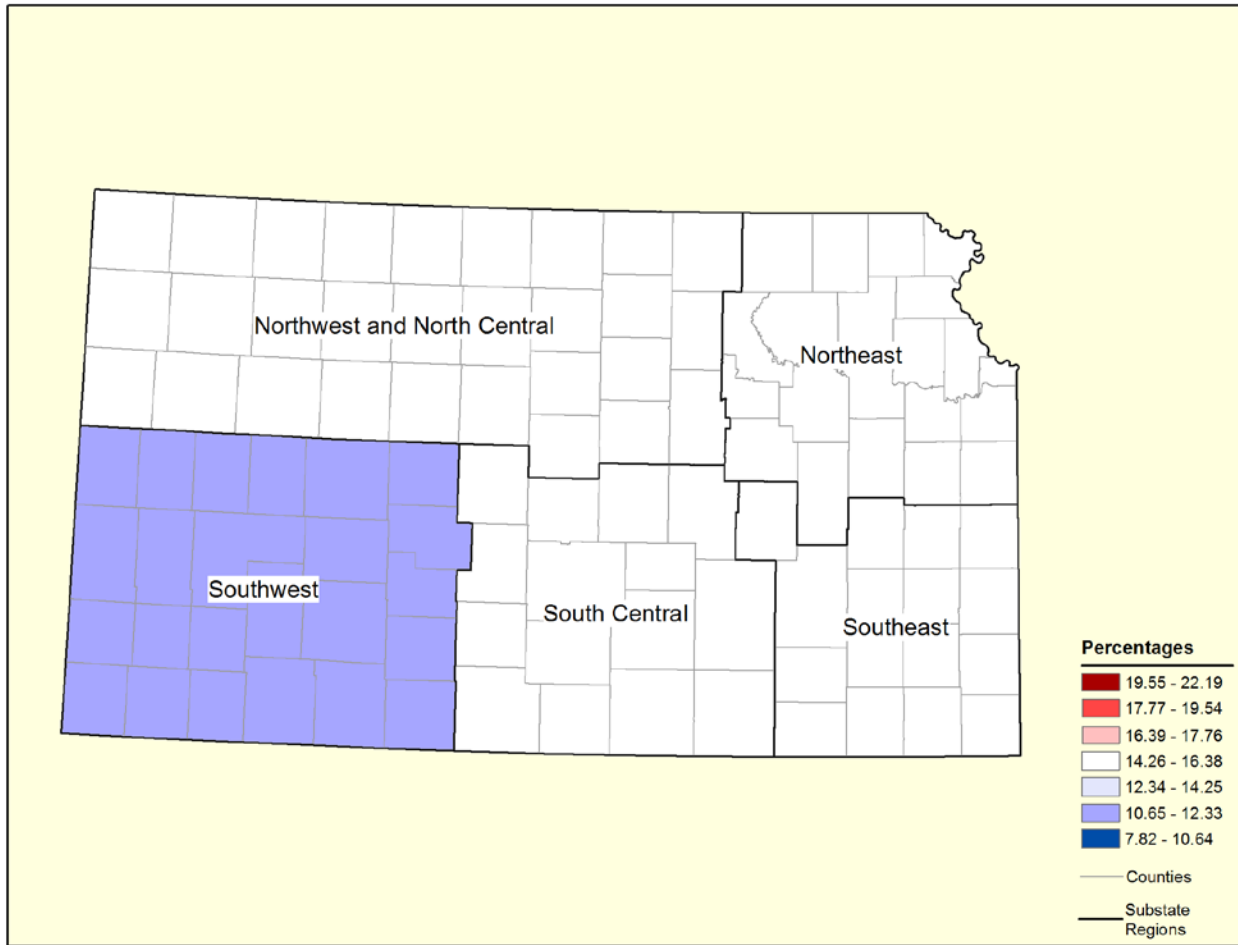 Northwest and North Central
Northeast
Southwest
South Central
Southeast
Percentages
19.55 - 22.19
17.77 - 19.54
16.39 - 17.76
14.26 - 16.38
12.34 - 14.25
10.65 - 12.33
7.82 - 10.64
Counties
Substate
Regions